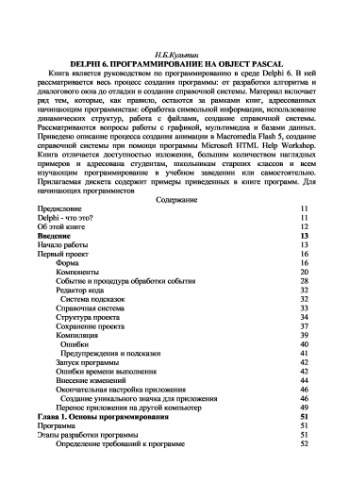 Н.Б.Культин
DELPHI 6. ПРОГРАММИРОВАНИЕ НА OBJECT PASCAL
Книга является руководством по программированию в среде Delphi 6. В ней
рассматривается весь процесс создания программы: от разработки алгоритма и
диалогового окна до отладки и создания справочной системы. Материал включает
ряд тем, которые, как правило, остаются за рамками книг, адресованных
начинающим программистам: обработка символьной информации, использование
динамических структур, работа с файлами, создание справочной системы.
Рассматриваются вопросы работы с графикой, мультимедиа и базами данных.
Приведено описание процесса создания анимации в Macromedia Flash 5, создание
справочной системы при помощи программы Microsoft HTML Help Workshop.
Книга отличается доступностью изложения, большим количеством наглядных
примеров и адресована студентам, школьникам старших классов и всем
изучающим программирование в учебном заведении или самостоятельно.
Прилагаемая дискета содержит примеры приведенных в книге программ. Для
начинающих программистов
Содержание
Предисловие 11
Delphi - что это? 11
Об этой книге 12
Введение 13
Начало работы 13
Первый проект 16
Форма 16
Компоненты 20
Событие и процедура обработки события 28
Редактор кода 32
Система подсказок 32
Справочная система 33
Структура проекта 34
Сохранение проекта 37
Компиляция 39
Ошибки 40
Предупреждения и подсказки 41
Запуск программы 42
Ошибки времени выполнения 42
Внесение изменений 44
Окончательная настройка приложения 46
Создание уникального значка для приложения 46
Перенос приложения на другой компьютер 49
Глава 1. Основы программирования 51
Программа 51
Этапы разработки программы 51
Определение требований к программе 52